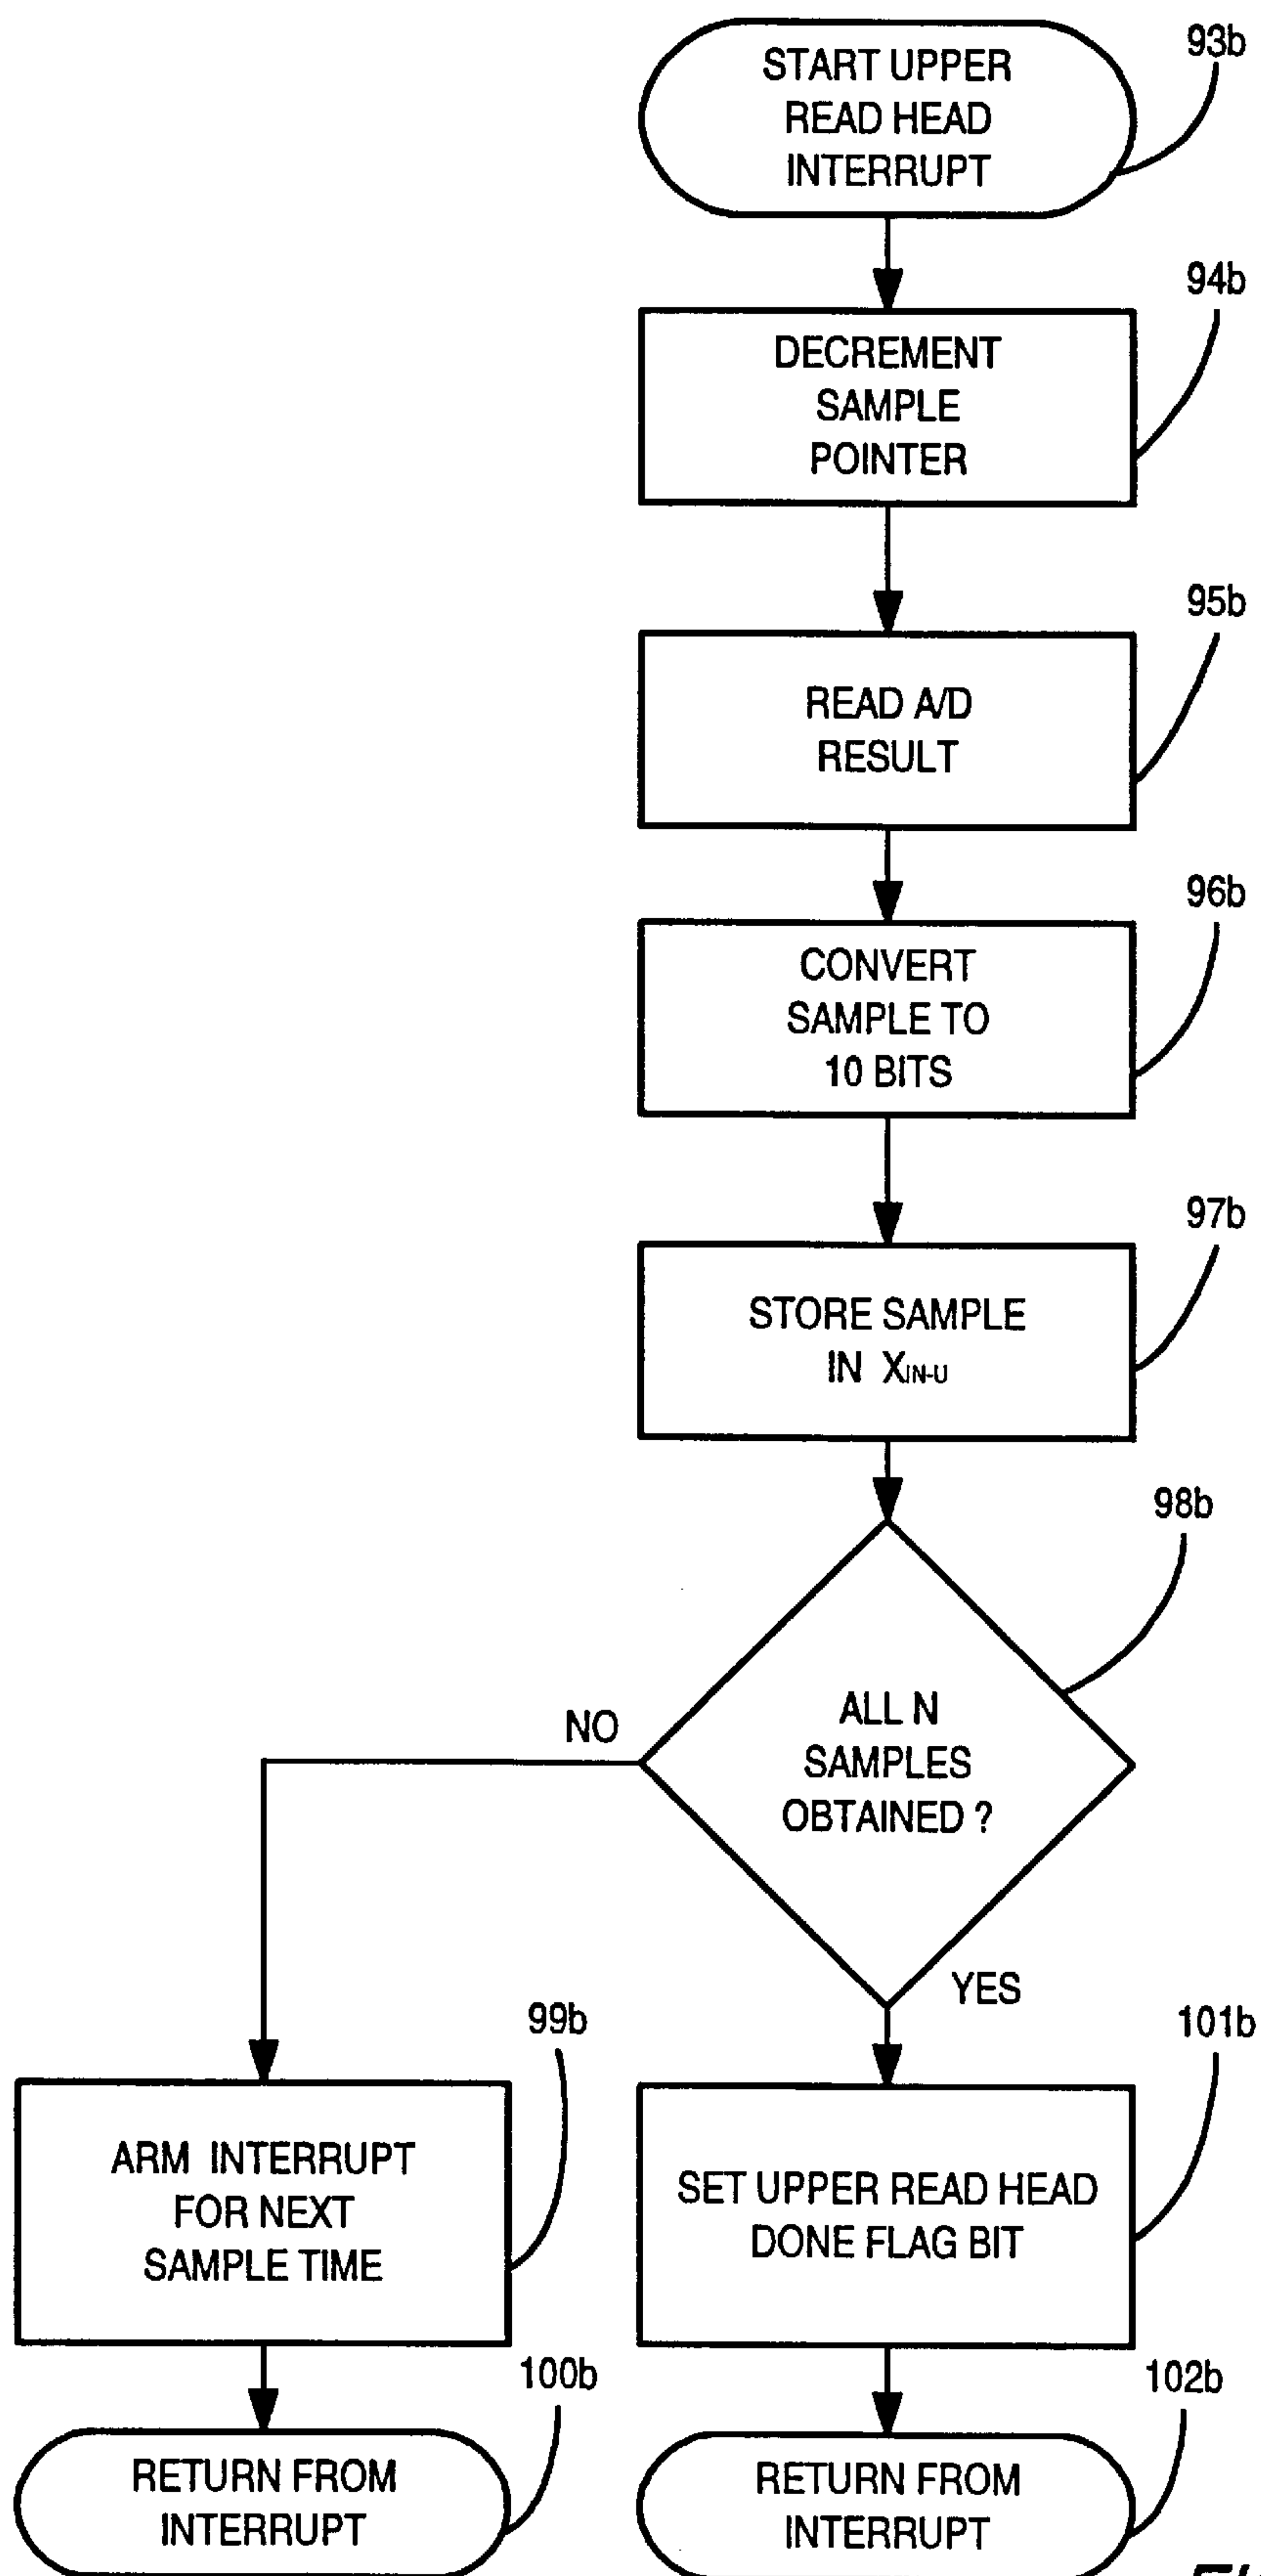 START UPPER
READ HEAD
INTERRUPT
93b
DECREMENT
SAMPLE
POINTER
94b
READ A/D
RESULT
95b
CONVERT
SAMPLE TO
10 BITS
96b
STORE SAMPLE
IN XIN-U
97b
ALL N
SAMPLES
OBTAINED ?
98b
NO
YES
ARM INTERRUPT
FOR NEXT
SAMPLE TIME
99b
SET UPPER READ HEAD
DONE FLAG BIT
101b
RETURN FROM
INTERRUPT
100b
RETURN FROM
INTERRUPT
102b